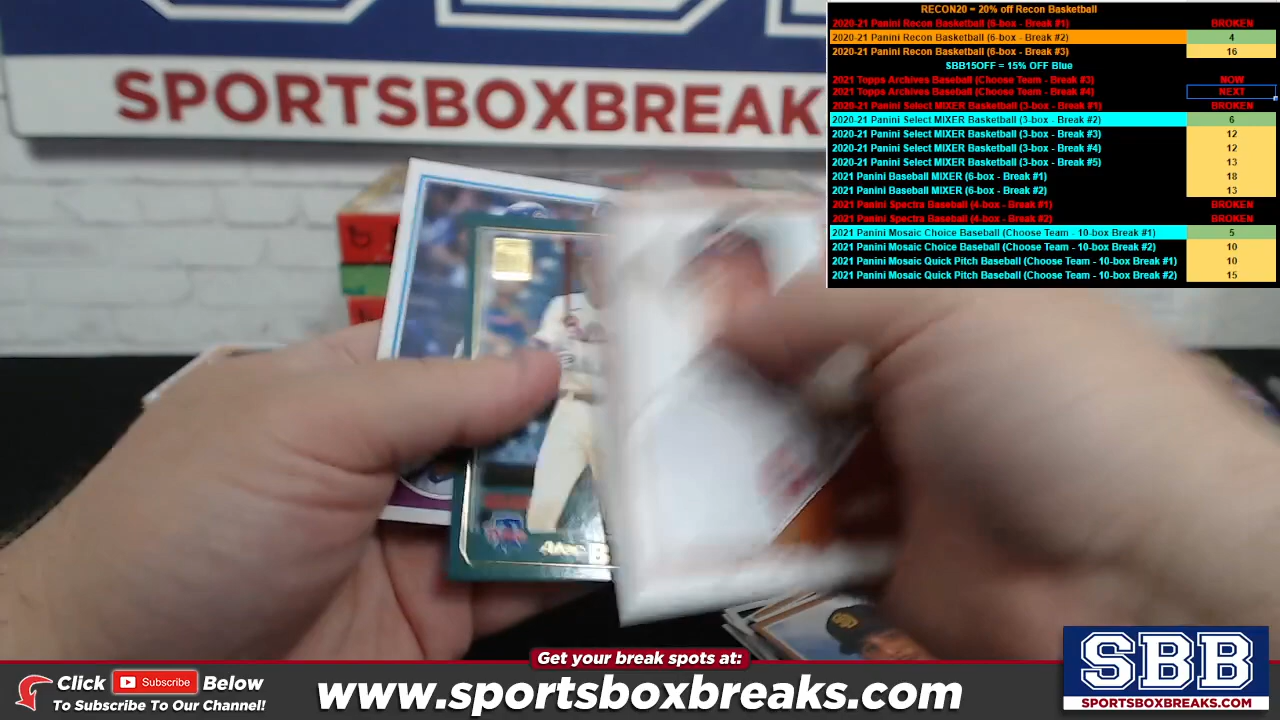 SPORTSBOXBREAK
RECON20 = 20% off Recon Basketball
2020-21 Panini Recon Basketball (6-box - Break #1) BROKEN
2020-21 Panini Recon Basketball (6-box - Break #2) 4
2020-21 Panini Recon Basketball (6-box - Break #3) 16
SBB15OFF = 15% OFF Blue
2021 Topps Archives Baseball (Choose Team - Break #3) NOW
2021 Topps Archives Baseball (Choose Team - Break #4) NEXT
2020-21 Panini Select MIXER Basketball (3-box - Break #1) BROKEN
2020-21 Panini Select MIXER Basketball (3-box - Break #2) 6
2020-21 Panini Select MIXER Basketball (3-box - Break #3) 12
2020-21 Panini Select MIXER Basketball (3-box - Break #4) 12
2020-21 Panini Select MIXER Basketball (3-box - Break #5) 13
2021 Panini Baseball MIXER (6-box - Break #1) 18
2021 Panini Baseball MIXER (6-box - Break #2) 13
2021 Panini Spectra Baseball (4-box - Break #1) BROKEN
2021 Panini Spectra Baseball (4-box - Break #2) BROKEN
2021 Panini Mosaic Choice Baseball (Choose Team - 10-box Break #1) 5
2021 Panini Mosaic Choice Baseball (Choose Team - 10-box Break #2) 10
2021 Panini Mosaic Quick Pitch Baseball (Choose Team - 10-box Break #1) 10
2021 Panini Mosaic Quick Pitch Baseball (Choose Team - 10-box Break #2) 15
Alec B
Get your break spots at:
Click Subscribe Below
To Subscribe To Our Channel!
www.sportsboxbreaks.com
SBB
SPORTSBOXBREAKS.COM